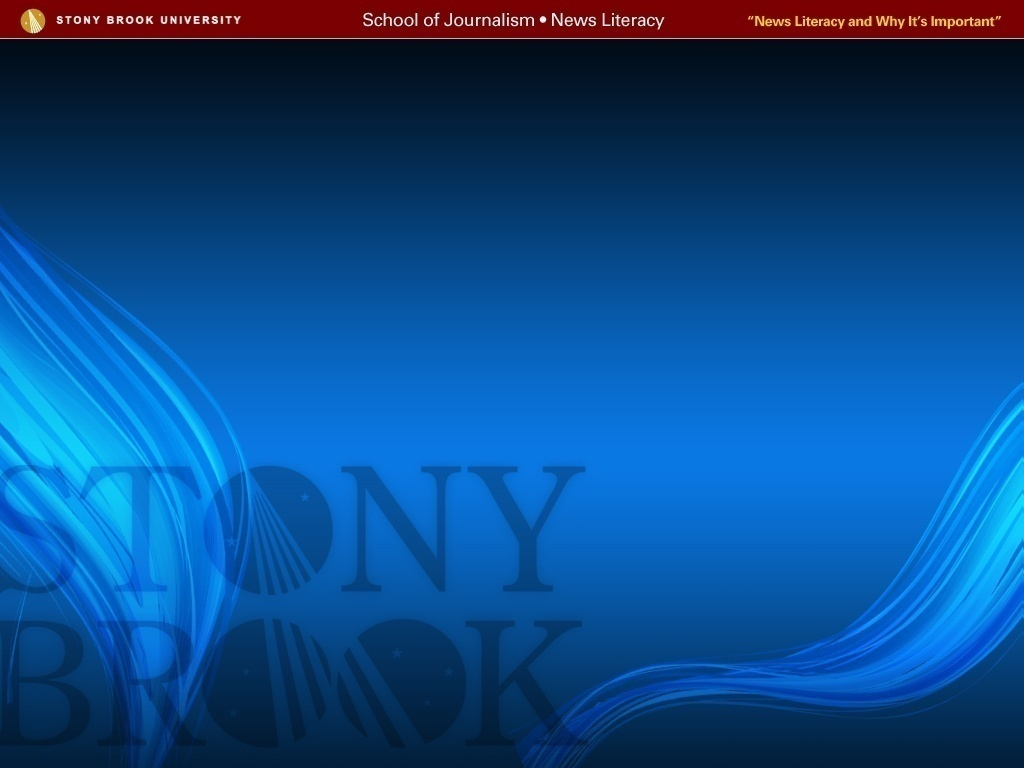 STONY BROOK UNIVERSITY
School of Journalism • News Literacy
“News Literacy and Why It’s Important”
STONY
BROOK